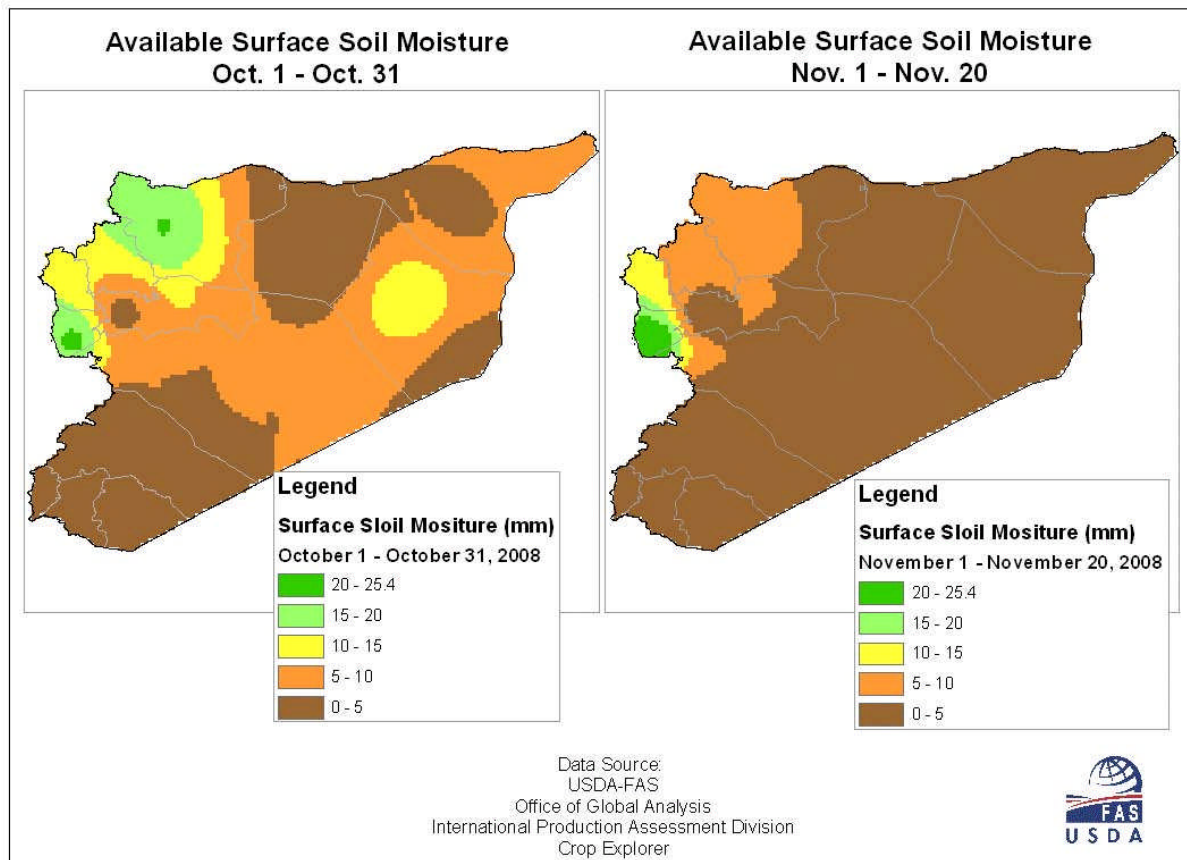 Available Surface Soil Moisture
Oct. 1 - Oct. 31
Available Surface Soil Moisture
Nov. 1 - Nov. 20
Legend
Surface Sloil Mositure (mm)
October 1 - October 31, 2008
20 - 25.4
15 - 20
10 - 15
5 - 10
0 - 5
Legend
Surface Sloil Mositure (mm)
November 1 - November 20, 2008
20 - 25.4
15 - 20
10 - 15
5 - 10
0 - 5
Data Source:
USDA-FAS
Office of Global Analysis
International Production Assessment Division
Crop Explorer
FAS
USDA